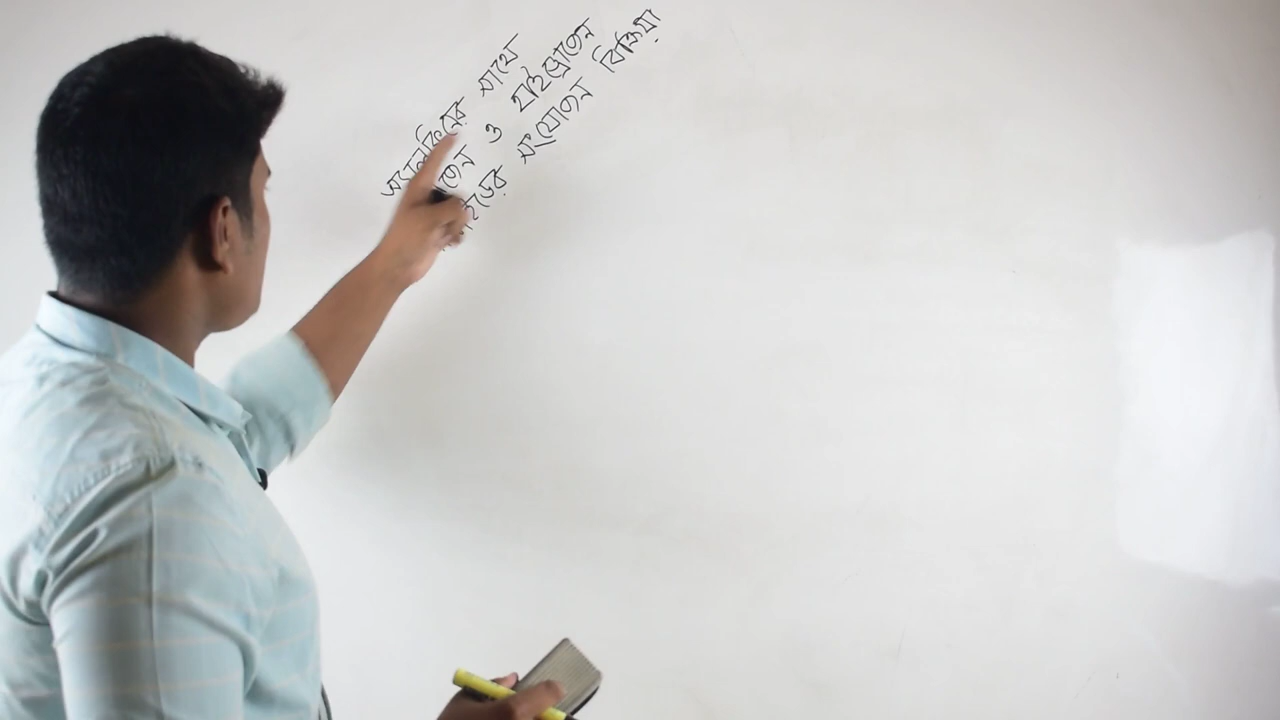 অ্যালকিনের সাথে
ও হাইড্রোজেন
সংযোজন বিক্রিয়া